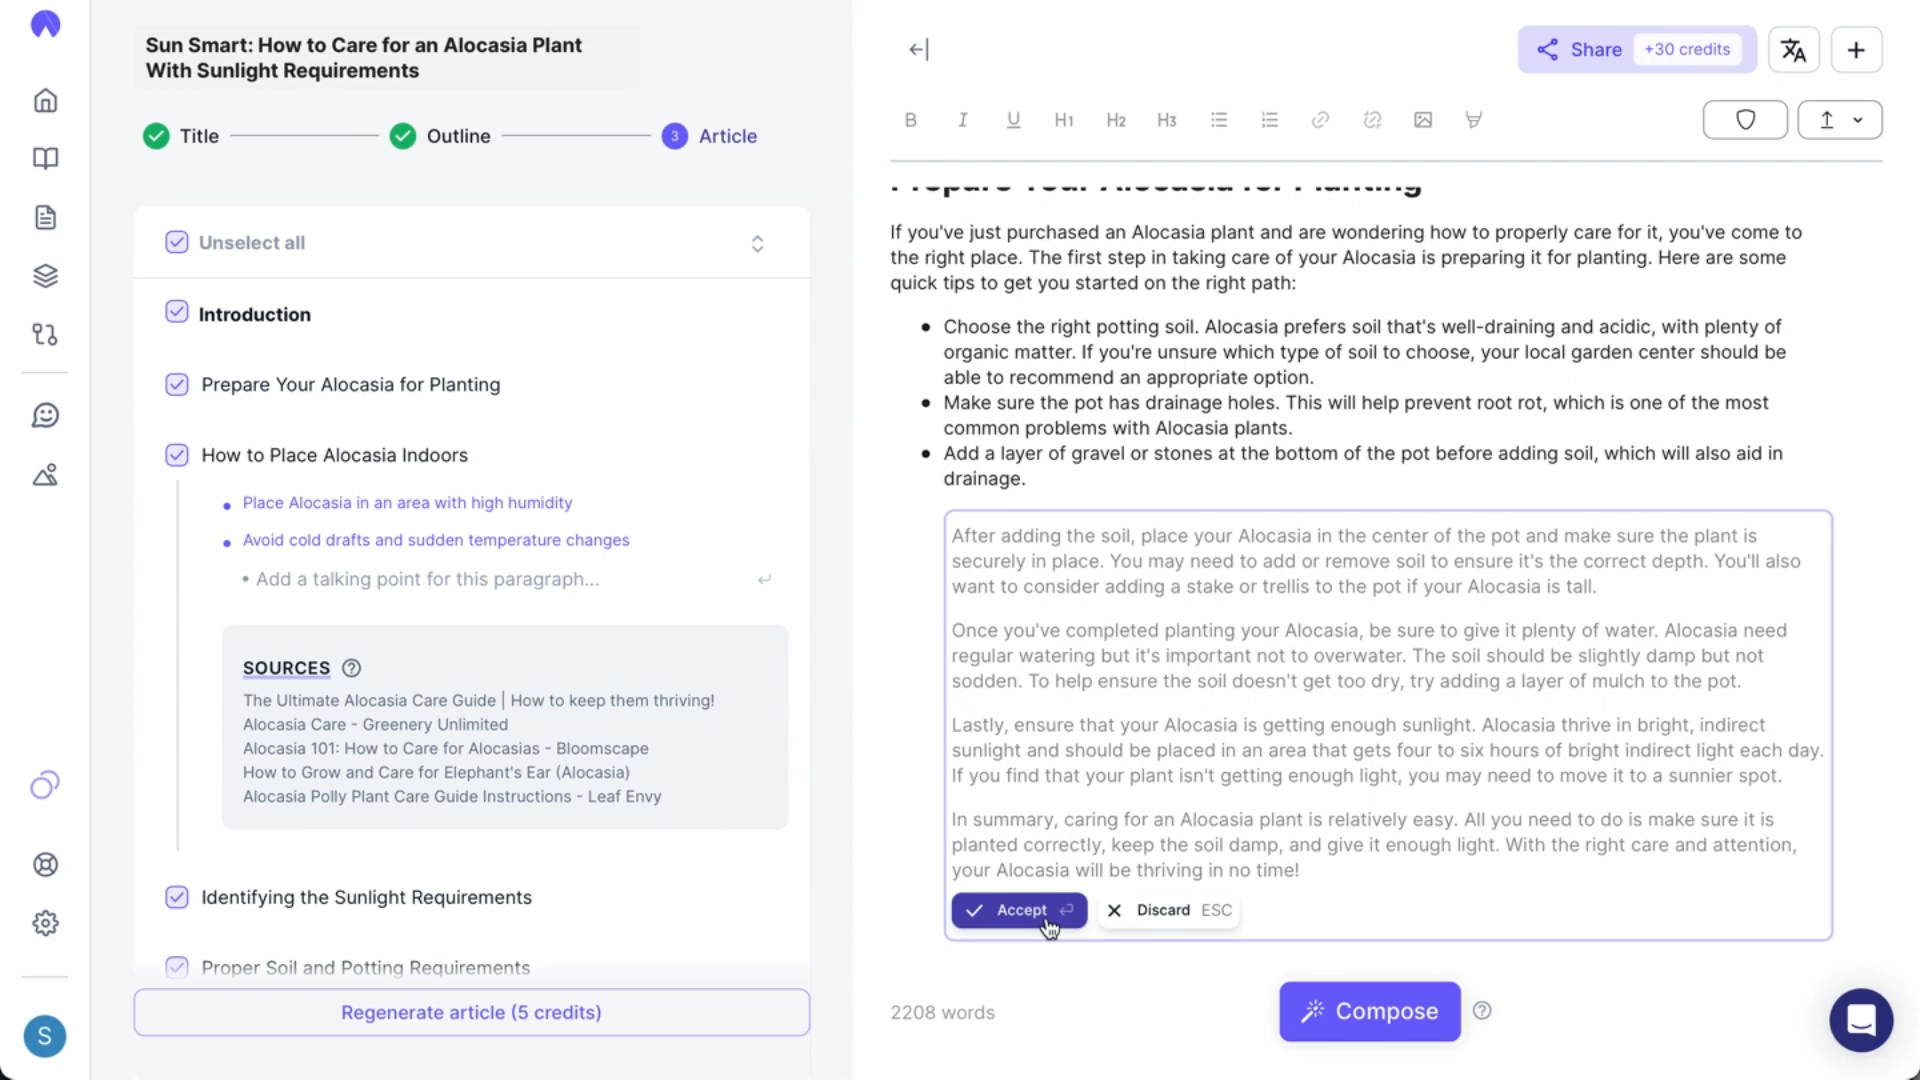 Sun Smart: How to Care for an Alocasia Plant
With Sunlight Requirements
Title
Outline
3
Article
Unselect all
Introduction
Prepare Your Alocasia for Planting
How to Place Alocasia Indoors
Place Alocasia in an area with high humidity
Avoid cold drafts and sudden temperature changes
• Add a talking point for this paragraph...
SOURCES
The Ultimate Alocasia Care Guide | How to keep them thriving!
Alocasia Care - Greenery Unlimited
Alocasia 101: How to Care for Alocasias - Bloomscape
How to Grow and Care for Elephant's Ear (Alocasia)
Alocasia Polly Plant Care Guide Instructions - Leaf Envy
Identifying the Sunlight Requirements
Proper Soil and Potting Requirements
Regenerate article (5 credits)
S
Share
+30 credits
B I U H1 H2 H3
Prepare Your Alocasia for Planting
If you've just purchased an Alocasia plant and are wondering how to properly care for it, you've come to
the right place. The first step in taking care of your Alocasia is preparing it for planting. Here are some
quick tips to get you started on the right path:
• Choose the right potting soil. Alocasia prefers soil that's well-draining and acidic, with plenty of
organic matter. If you're unsure which type of soil to choose, your local garden center should be
able to recommend an appropriate option.
• Make sure the pot has drainage holes. This will help prevent root rot, which is one of the most
common problems with Alocasia plants.
• Add a layer of gravel or stones at the bottom of the pot before adding soil, which will also aid in
drainage.
After adding the soil, place your Alocasia in the center of the pot and make sure the plant is
securely in place. You may need to add or remove soil to ensure it's the correct depth. You'll also
want to consider adding a stake or trellis to the pot if your Alocasia is tall.
Once you've completed planting your Alocasia, be sure to give it plenty of water. Alocasia need
regular watering but it's important not to overwater. The soil should be slightly damp but not
sodden. To help ensure the soil doesn't get too dry, try adding a layer of mulch to the pot.
Lastly, ensure that your Alocasia is getting enough sunlight. Alocasia thrive in bright, indirect
sunlight and should be placed in an area that gets four to six hours of bright indirect light each day.
If you find that your plant isn't getting enough light, you may need to move it to a sunnier spot.
In summary, caring for an Alocasia plant is relatively easy. All you need to do is make sure it is
planted correctly, keep the soil damp, and give it enough light. With the right care and attention,
your Alocasia will be thriving in no time!
Accept
Discard ESC
2208 words
Compose